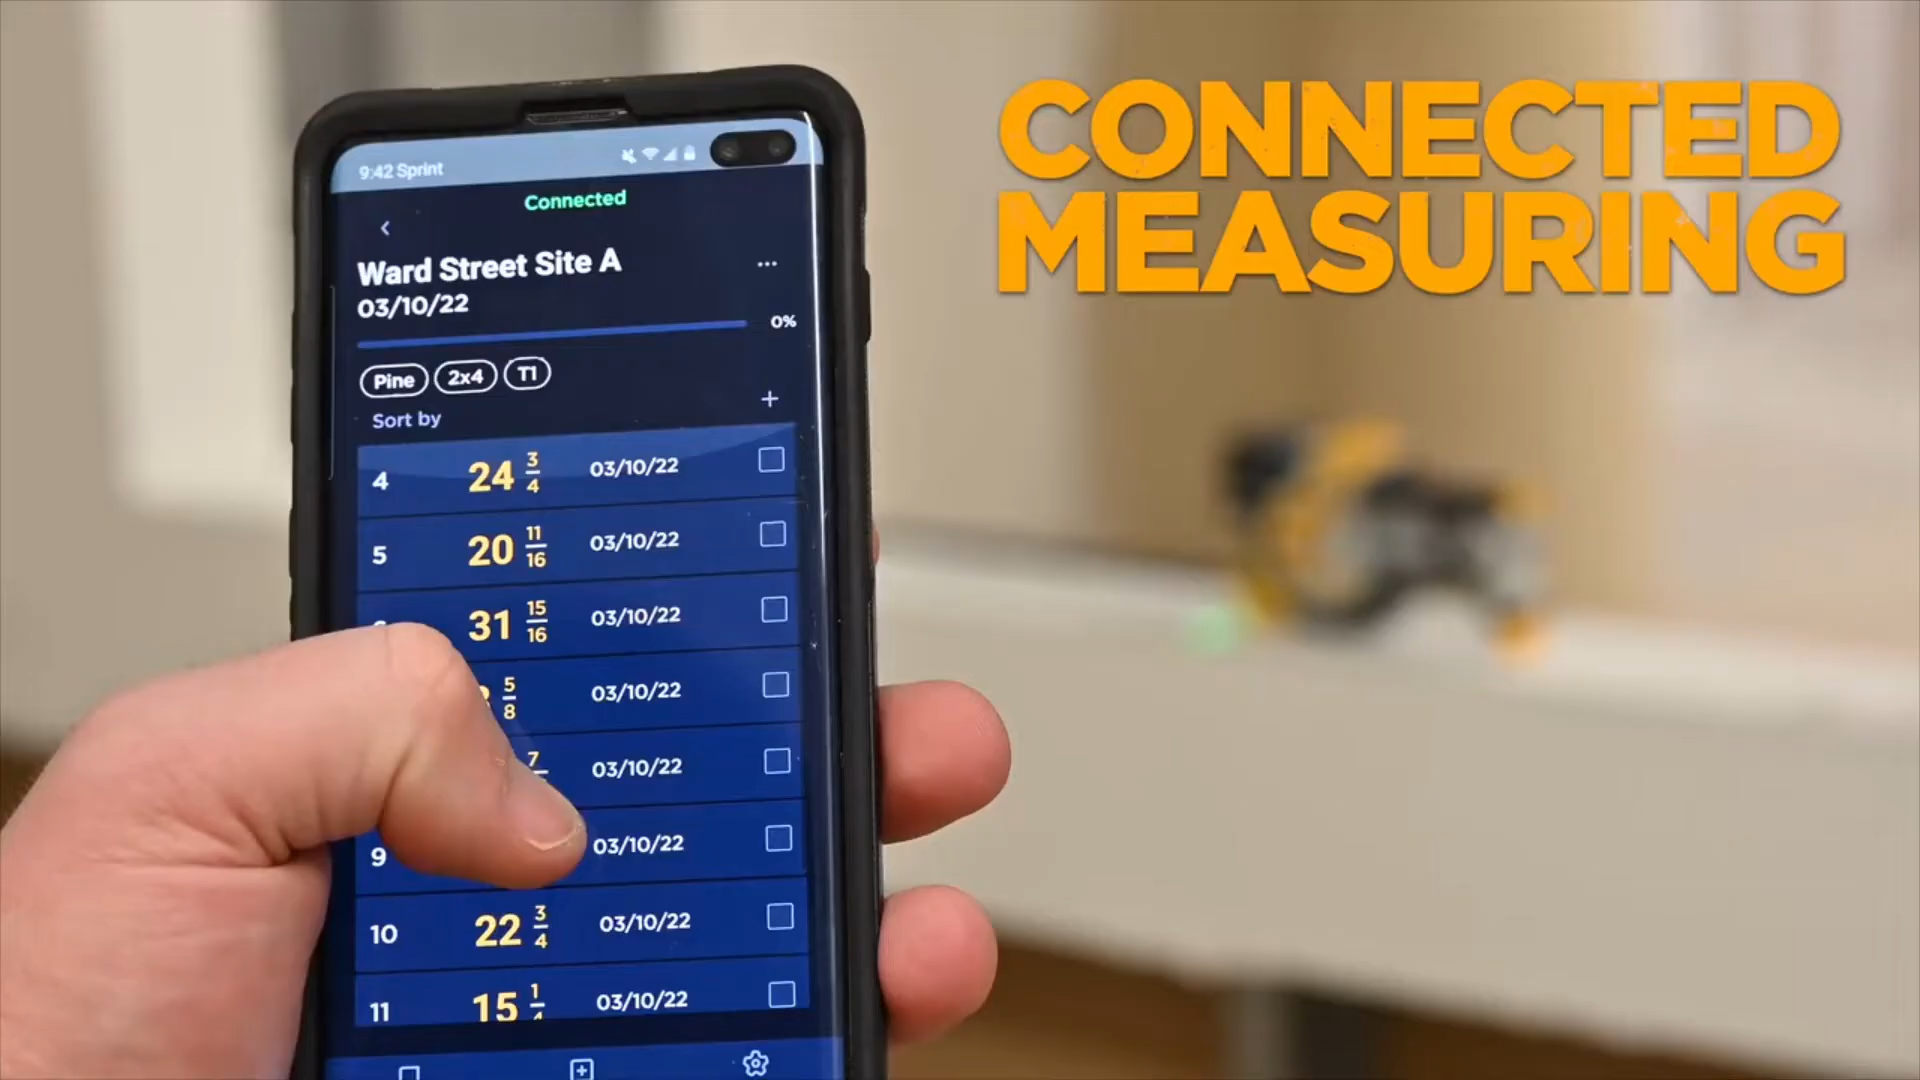 CONNECTED
MEASURING
9:42 Sprint
Connected
Ward Street Site A
03/10/22
0%
Pine 2x4 T1
Sort by
4 24 3/4 03/10/22
5 20 11/16 03/10/22
31 15/16 03/10/22
5/8 03/10/22
7 03/10/22
9 03/10/22
10 22 3/4 03/10/22
11 15 1/4 03/10/22